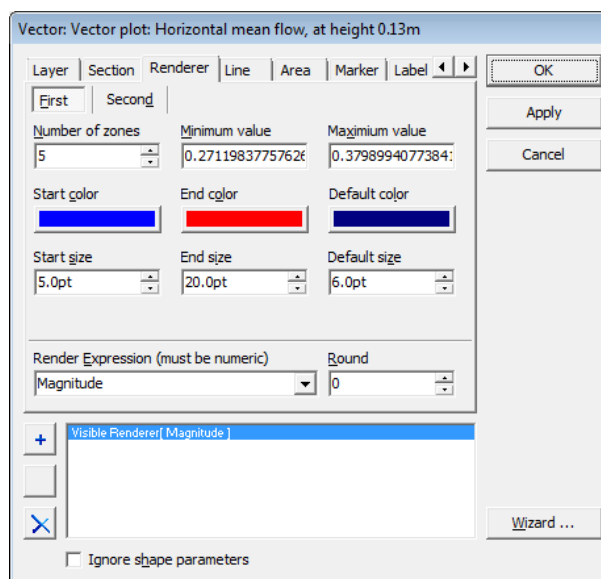 Vector: Vector plot: Horizontal mean flow, at height 0.13m
Layer Section Renderer Line Area Marker Label
OK
First Second
Apply
Number of zones Minimum value Maximium value
5 0.27119837757626 0.37989940773841
Cancel
Start color End color Default color
Start size End size Default size
5.0pt 20.0pt 6.0pt
Render Expression (must be numeric) Round
Magnitude 0
+ Visible Renderer[ Magnitude ]
Wizard ...
Ignore shape parameters